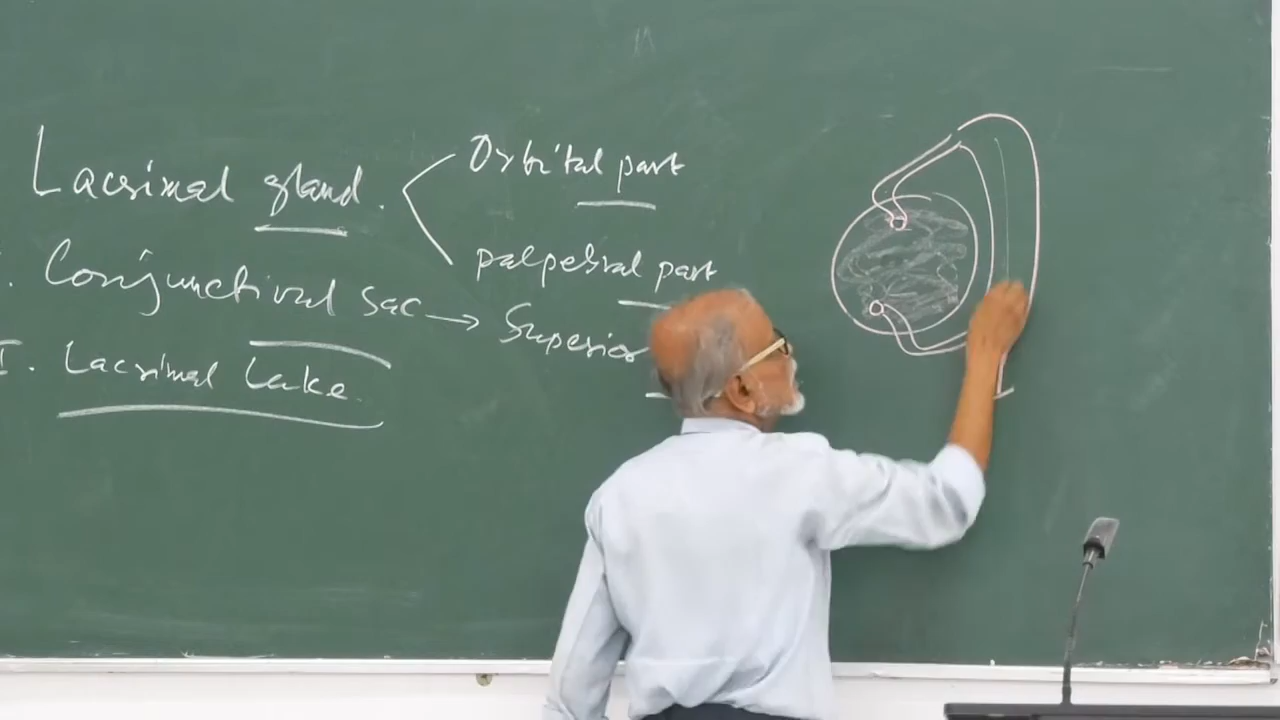 Lacrimal gland. Orbital part
palpebral part
Conjunctival Sac → Superior
I. Lacrimal Lake.